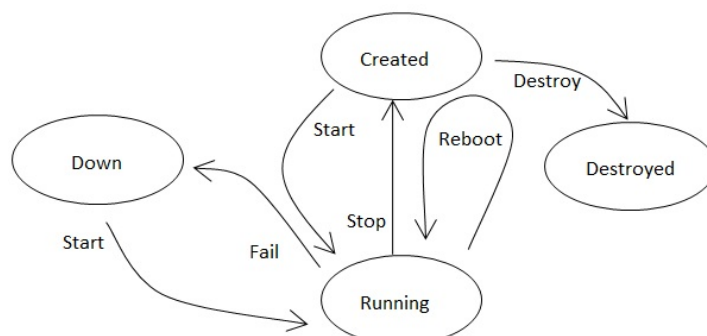 Created
Destroy
Start
Reboot
Down
Destroyed
Stop
Start
Fail
Running